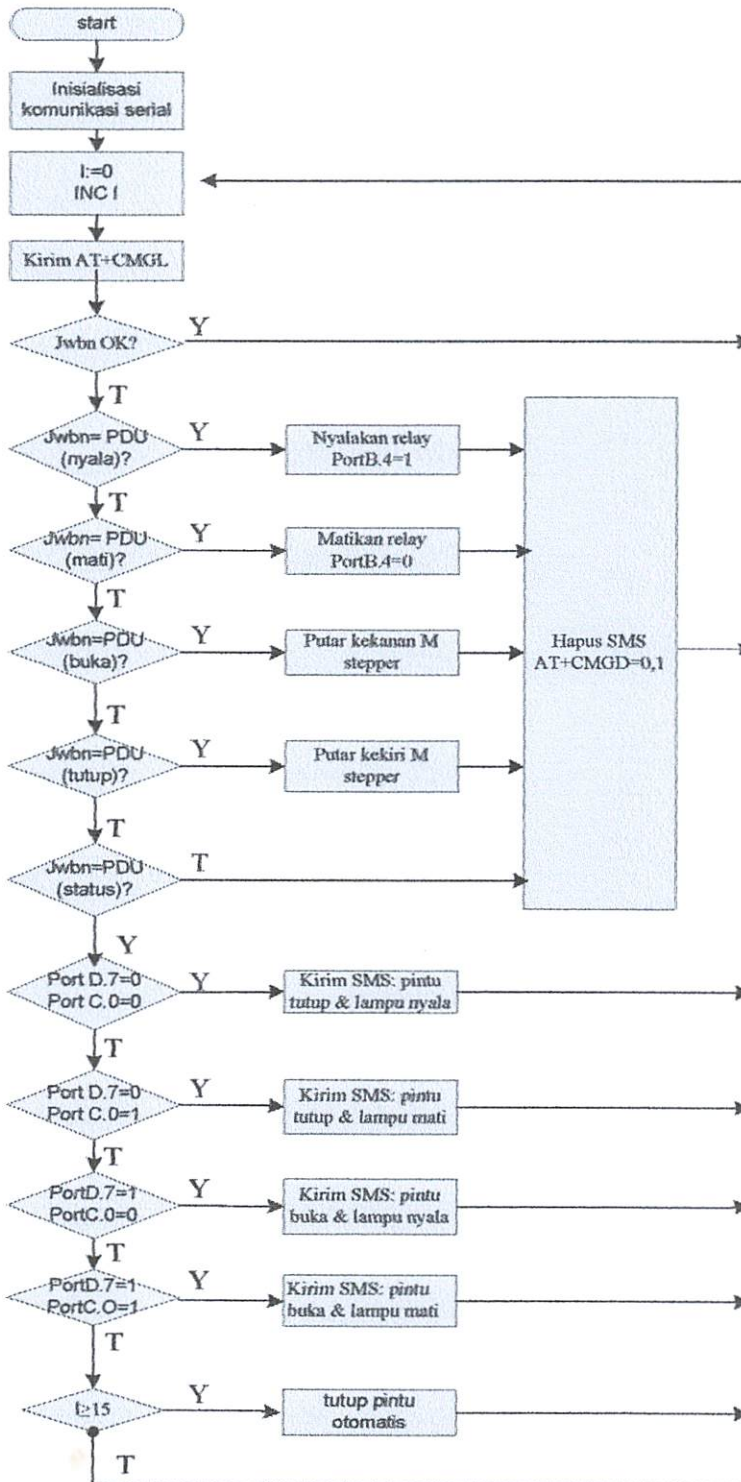 start
Inisialisasi
komunikasi serial
I:=0
INC I
Kirim AT+CMGL
Jwbn OK?
Y
T
Jwbn= PDU
(nyala)?
Y
Nyalakan relay
PortB.4=1
T
Jwbn= PDU
(mati)?
Y
Matikan relay
PortB.4=0
T
Jwbn=PDU
(buka)?
Y
Putar kekanan M
stepper
Hapus SMS
AT+CMGD=0,1
T
Jwbn=PDU
(tutup)?
Y
Putar kekiri M
stepper
T
Jwbn=PDU
(status)?
T
Y
Port D.7=0
Port C.0=0
Y
Kirim SMS: pintu
tutup & lampu nyala
T
Port D.7=0
Port C.0=1
Y
Kirim SMS: pintu
tutup & lampu mati
T
PortD.7=1
PortC.0=0
Y
Kirim SMS: pintu
buka & lampu nyala
T
PortD.7=1
PortC.O=1
Y
Kirim SMS: pintu
buka & lampu mati
T
I≥15
Y
tutup pintu
otomatis
T